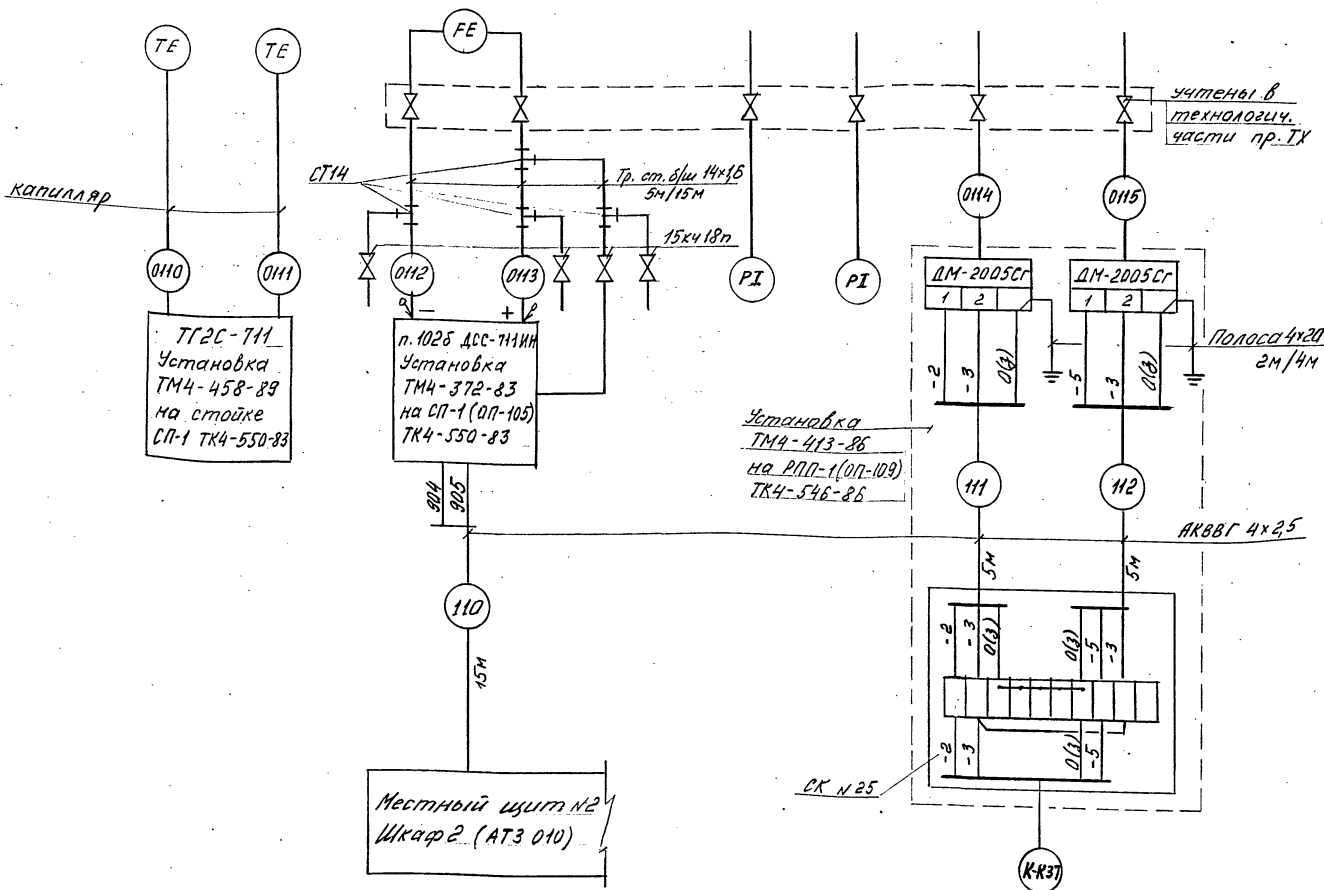 TE
TE
FE
учтены в
технологич.
части пр. ТХ
СТ14
Тр. ст. б/ш 14×1,6
5м/15м
капилляр
15кч18п
0110
0111
0112
0113
PI
PI
0114
0115
ДМ-2005Сг
1 2
ДМ-2005Сг
1 2
ТГ2С-711
Установка
ТМ4-458-89
на стойке
СП-1 ТК4-550-83
− +
п.102б ДСС-711ИН
Установка
ТМ4-372-83
на СП-1 (ОП-105)
ТК4-550-83
Полоса 4×20
2м/4м
-2 -3 0(3)
-5 -3 0(3)
Установка
ТМ4-413-86
на РПП-1 (ОП-109)
ТК4-546-86
904 905
111
112
АКВВГ 4×2,5
5м
5м
110
15м
-2 -3 0(3)
0(3) -5 -3
-2 -3
0(3) -5
СК №25
Местный щит №2
Шкаф 2 (АТЗ 010)
К-К37